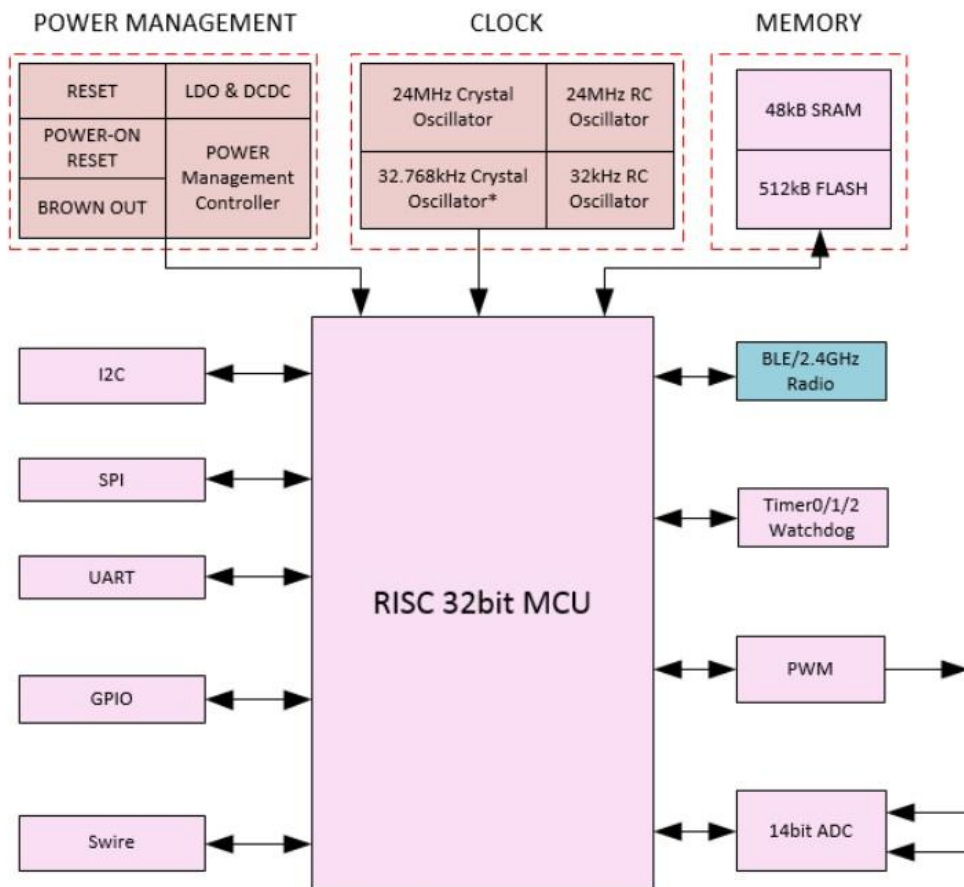 POWER MANAGEMENT
CLOCK
MEMORY
RESET
LDO & DCDC
POWER-ON
RESET
POWER
Management
Controller
BROWN OUT
24MHz Crystal
Oscillator
24MHz RC
Oscillator
32.768kHz Crystal
Oscillator*
32kHz RC
Oscillator
48kB SRAM
512kB FLASH
I2C
SPI
UART
GPIO
Swire
RISC 32bit MCU
BLE/2.4GHz
Radio
Timer0/1/2
Watchdog
PWM
14bit ADC